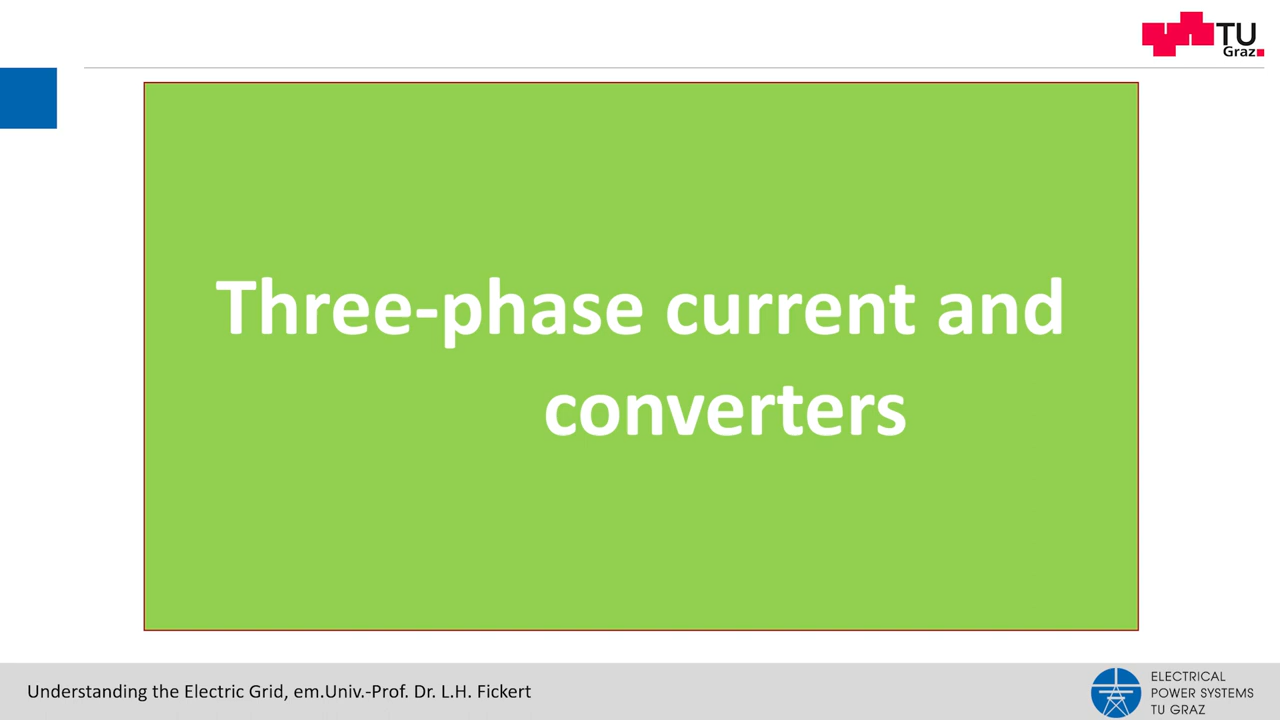 TU
Graz
Three-phase current and
converters
Understanding the Electric Grid, em.Univ.-Prof. Dr. L.H. Fickert
ELECTRICAL
POWER SYSTEMS
TU GRAZ